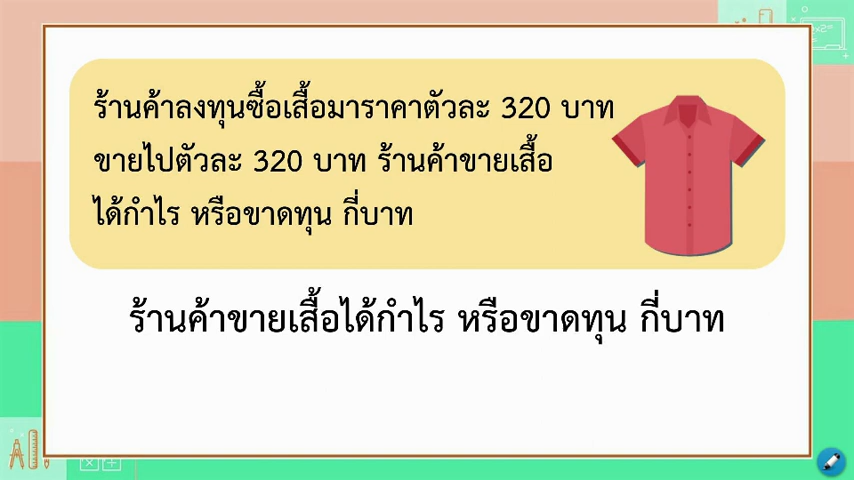 ร้านค้าลงทุนซื้อเสื้อมาราคาตัวละ 320 บาท
ขายไปตัวละ 320 บาท ร้านค้าขายเสื้อ
ได้กำไร หรือขาดทุน กี่บาท
ร้านค้าขายเสื้อได้กำไร หรือขาดทุน กี่บาท